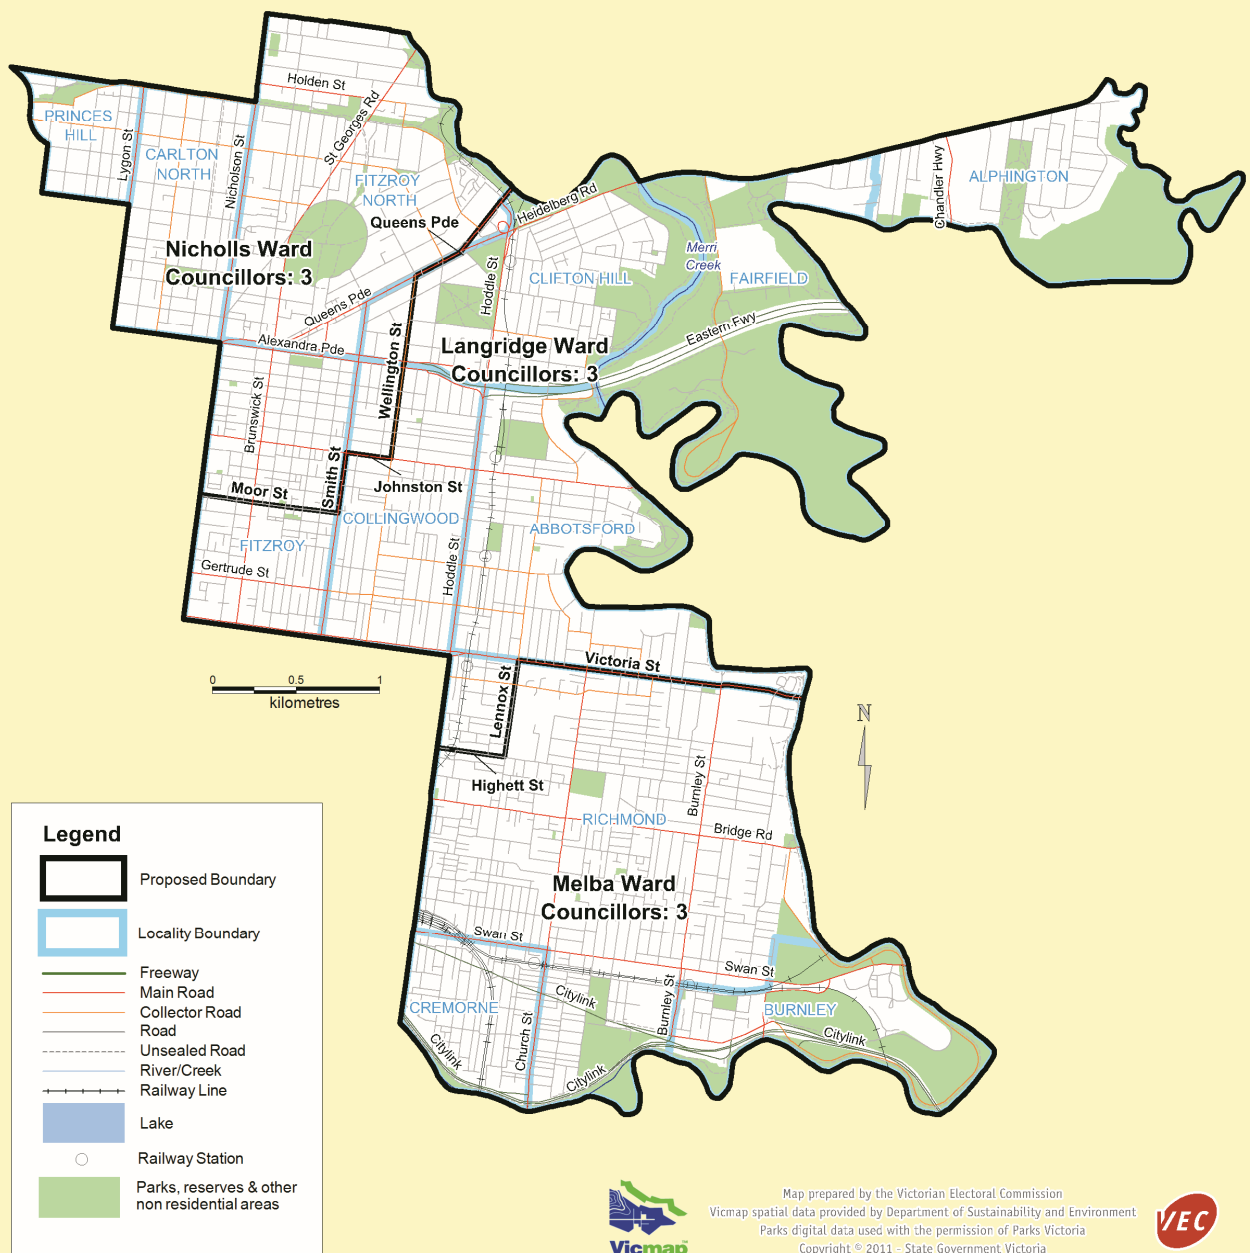 Holden St
St Georges Rd
PRINCES
HILL
Lygon St
CARLTON
NORTH
Nicholson St
FITZROY
NORTH
Queens Pde
Heidelberg Rd
Chandler Hwy
ALPHINGTON
Nicholls Ward
Councillors: 3
Merri
Creek
CLIFTON HILL
FAIRFIELD
Hoddle St
Queens Pde
Eastern Fwy
Alexandra Pde
Langridge Ward
Councillors: 3
Wellington St
Brunswick St
Smith St
Moor St
Johnston St
COLLINGWOOD
ABBOTSFORD
FITZROY
Hoddle St
Gertrude St
Victoria St
0 0.5 1
kilometres
Lennox St
N
Highett St
Burnley St
RICHMOND
Bridge Rd
Melba Ward
Councillors: 3
Swan St
Swan St
Citylink
Burnley St
CREMORNE
BURNLEY
Church St
Citylink
Citylink
Citylink
Legend
Proposed Boundary
Locality Boundary
Freeway
Main Road
Collector Road
Road
Unsealed Road
River/Creek
Railway Line
Lake
Railway Station
Parks, reserves & other
non residential areas
Vicmap™
Map prepared by the Victorian Electoral Commission
Vicmap spatial data provided by Department of Sustainability and Environment
Parks digital data used with the permission of Parks Victoria
Copyright © 2011 - State Government Victoria
VEC